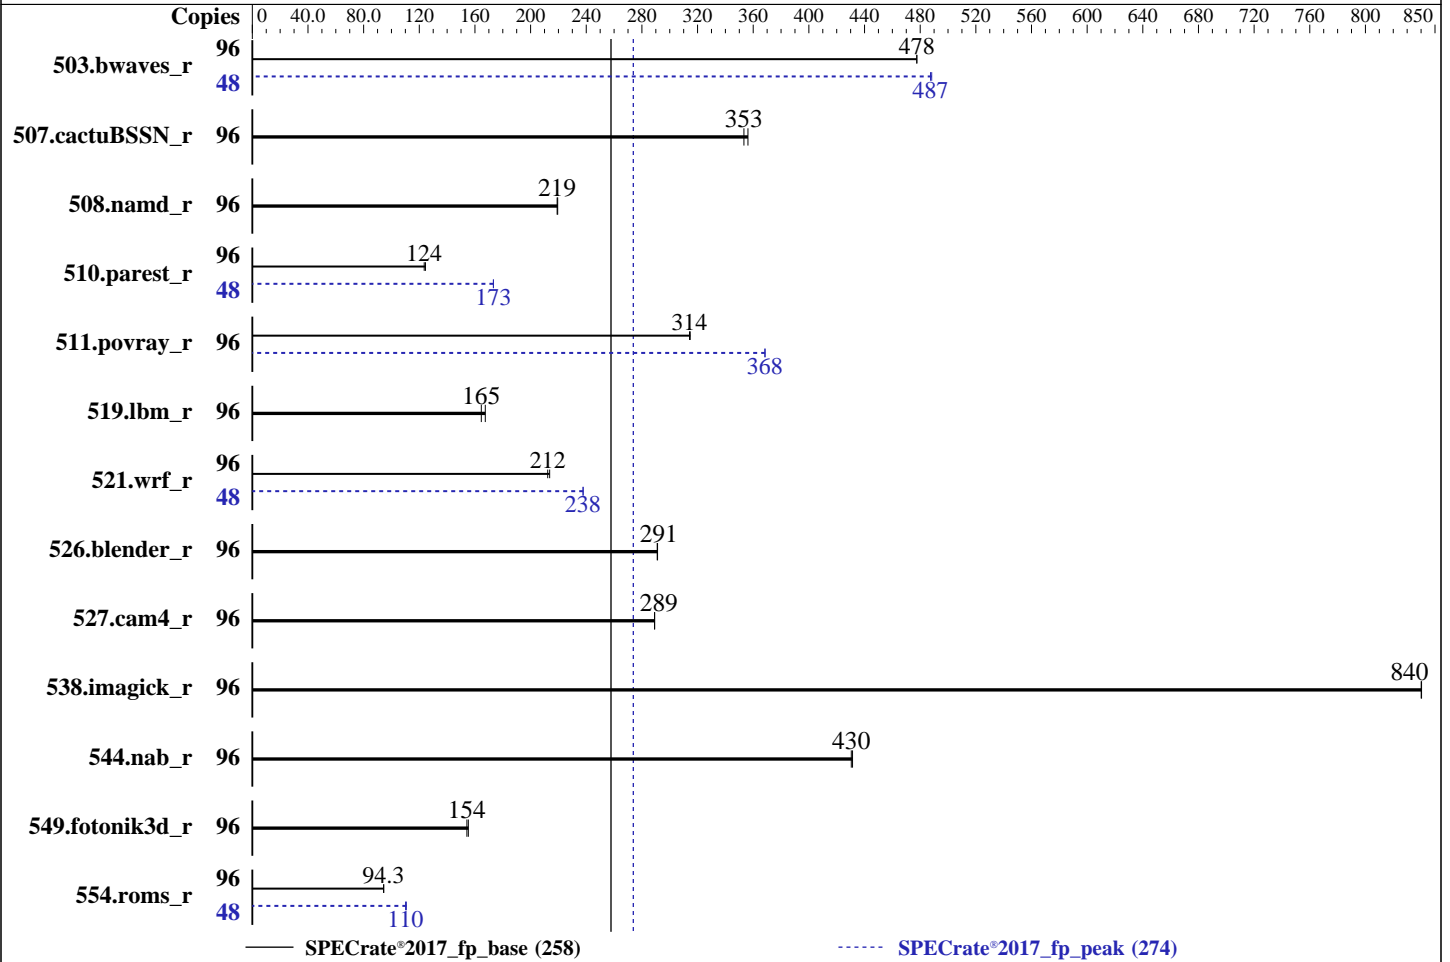 Copies 0 40.0 80.0 120 160 200 240 280 320 360 400 440 480 520 560 600 640 680 720 760 800 850
503.bwaves_r 96 478
48 487
507.cactuBSSN_r 96 353
508.namd_r 96 219
510.parest_r 96 124
48 173
511.povray_r 96 314
368
519.lbm_r 96 165
521.wrf_r 96 212
48 238
526.blender_r 96 291
527.cam4_r 96 289
538.imagick_r 96 840
544.nab_r 96 430
549.fotonik3d_r 96 154
554.roms_r 96 94.3
48 110
SPECrate®2017_fp_base (258) SPECrate®2017_fp_peak (274)